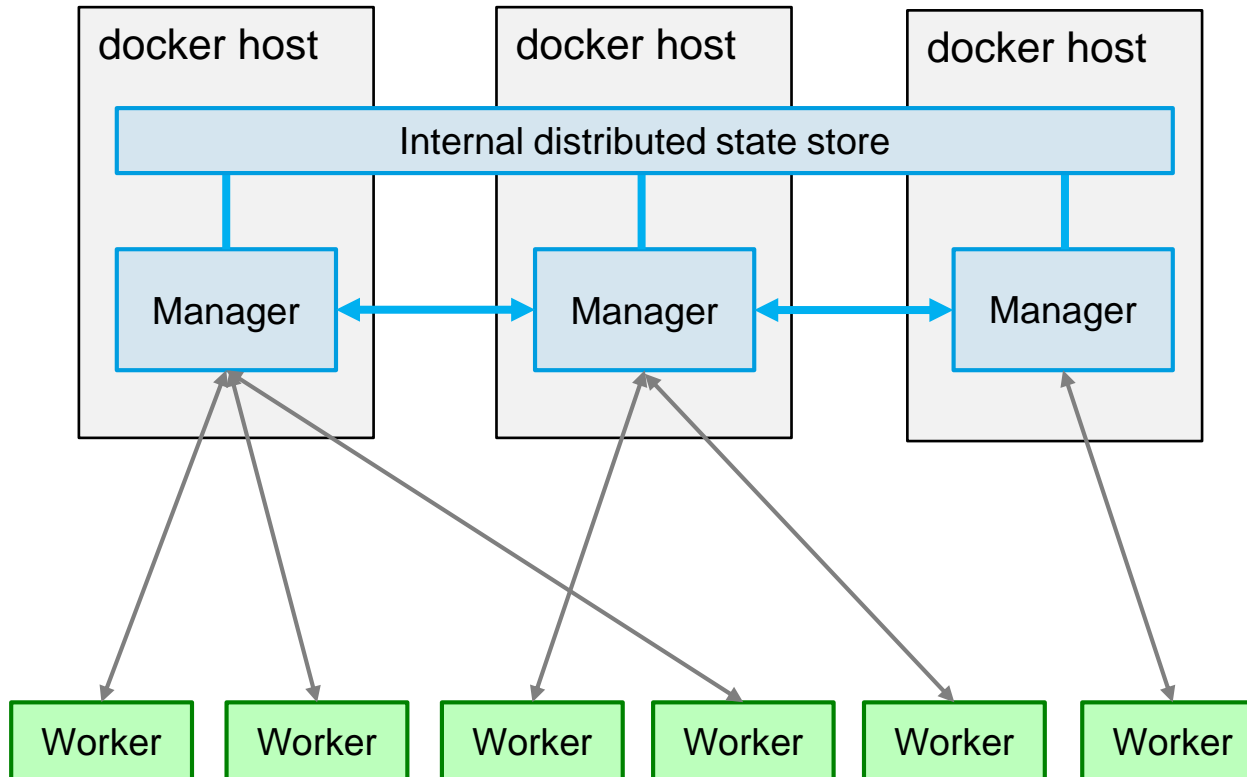 docker host
docker host
docker host
Internal distributed state store
Manager
Manager
Manager
Worker
Worker
Worker
Worker
Worker
Worker